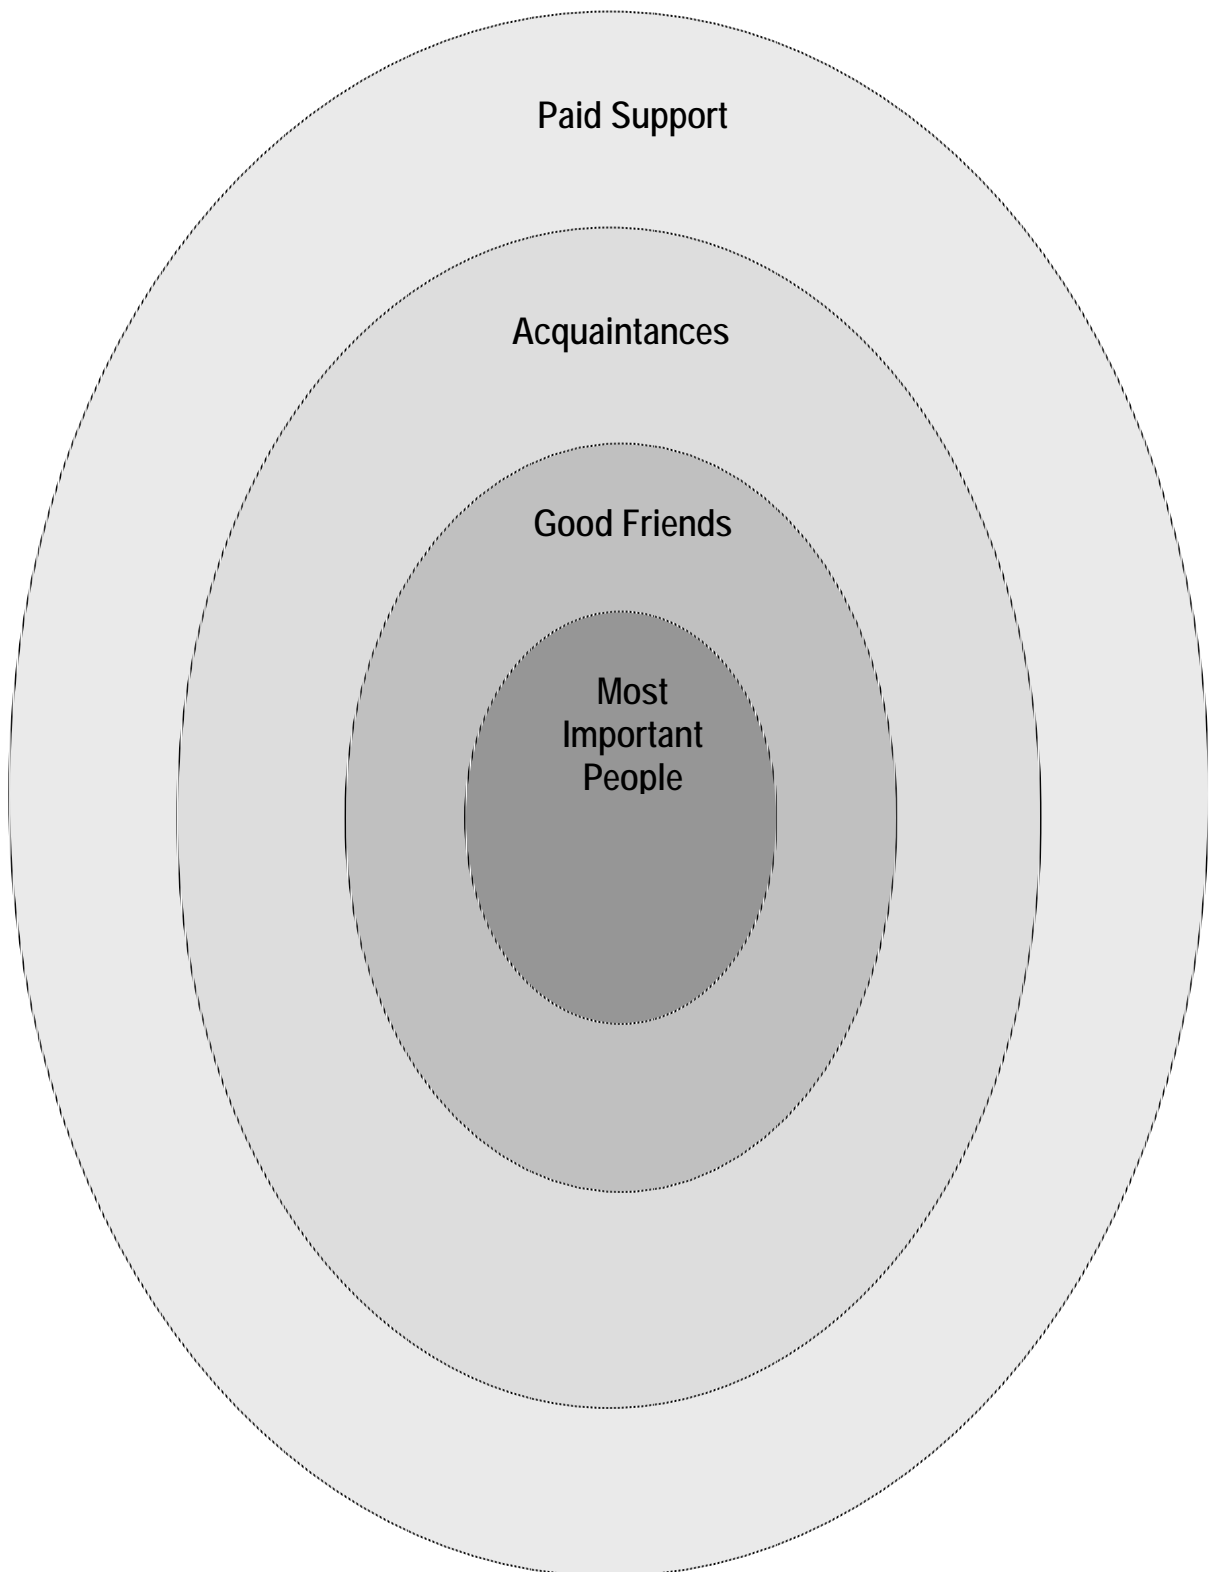 Paid Support
Acquaintances
Good Friends
Most
Important
People